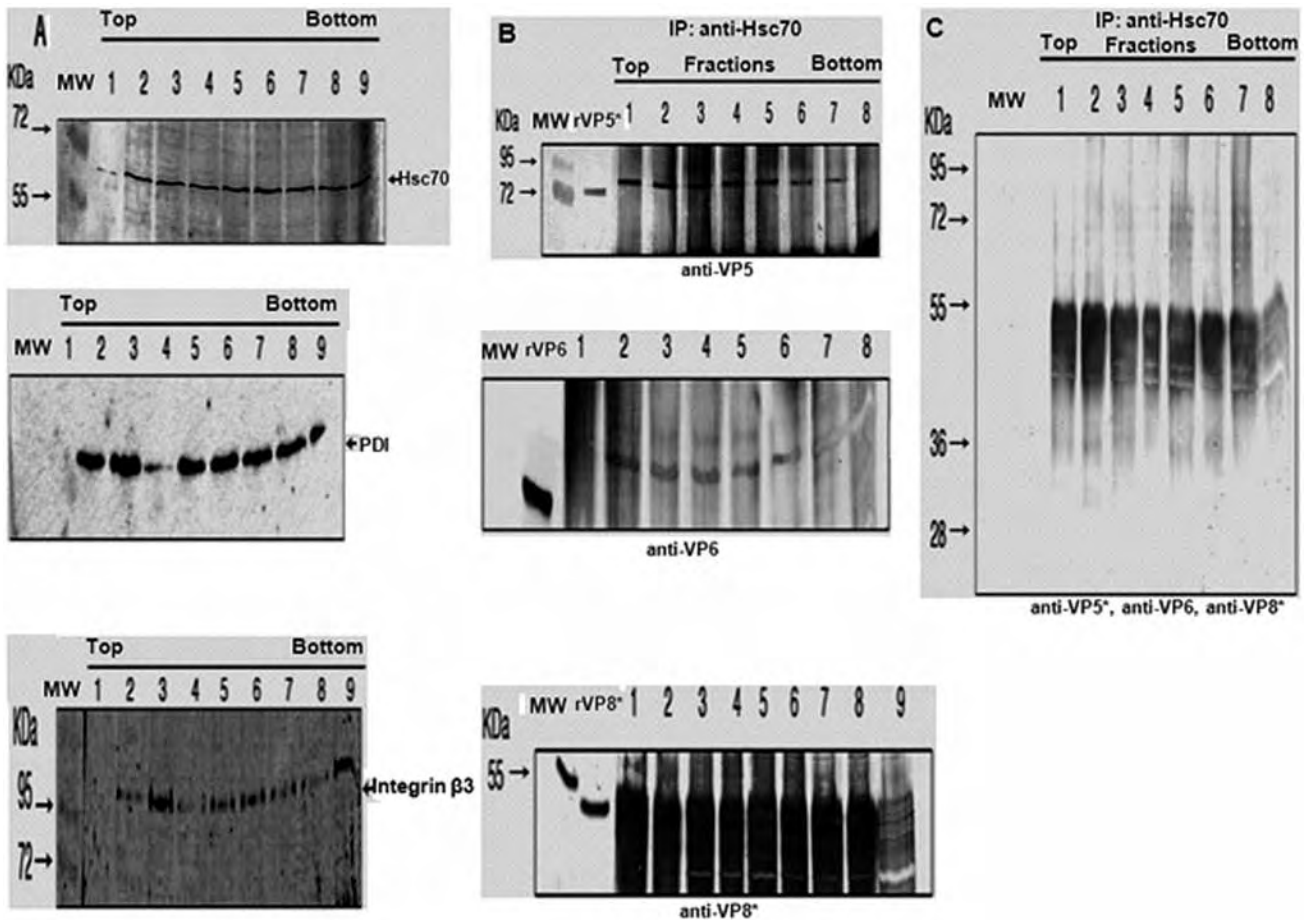 A
Top Bottom
KDa MW 1 2 3 4 5 6 7 8 9
72
55
Hsc70
Top Bottom
MW 1 2 3 4 5 6 7 8 9
PDI
Top Bottom
MW 1 2 3 4 5 6 7 8 9
KDa
95
72
Integrin β3
B
IP: anti-Hsc70
Top Fractions Bottom
1 2 3 4 5 6 7 8
KDa MW rVP5*
95
72
anti-VP5
MW rVP6 1 2 3 4 5 6 7 8
anti-VP6
MW rVP8* 1 2 3 4 5 6 7 8 9
KDa
55
anti-VP8*
C
IP: anti-Hsc70
Top Fractions Bottom
MW 1 2 3 4 5 6 7 8
KDa
95
72
55
36
28
anti-VP5*, anti-VP6, anti-VP8*